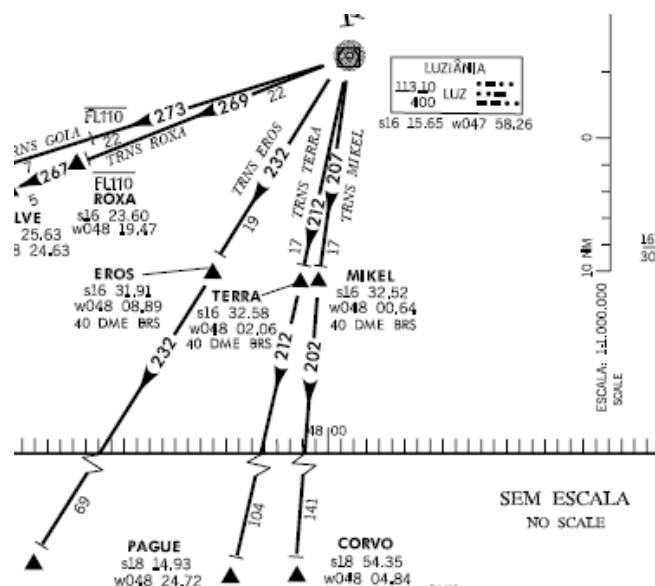 LUZIÂNIA
113.10 LUZ
400
s16 15.65 w047 58.26
FL110
273
269
22
22
TRNS GOIA
TRNS ROXA
7
267
5
FL110
ROXA
s16 23.60
w048 19.47
LVE
25.63
8 24.63
TRNS EROS
232
19
TRNS TERRA
212
17
207
TRNS MIKEL
17
EROS
s16 31.91
w048 08.89
40 DME BRS
TERRA
s16 32.58
w048 02.06
40 DME BRS
MIKEL
s16 32.52
w048 00.64
40 DME BRS
232
212
202
48 00
0
10 NM
16
30
ESCALA: 1:1.000.000
SCALE
69
104
141
SEM ESCALA
NO SCALE
PAGUE
s18 14.93
w048 24.72
CORVO
s18 54.35
w048 04.84